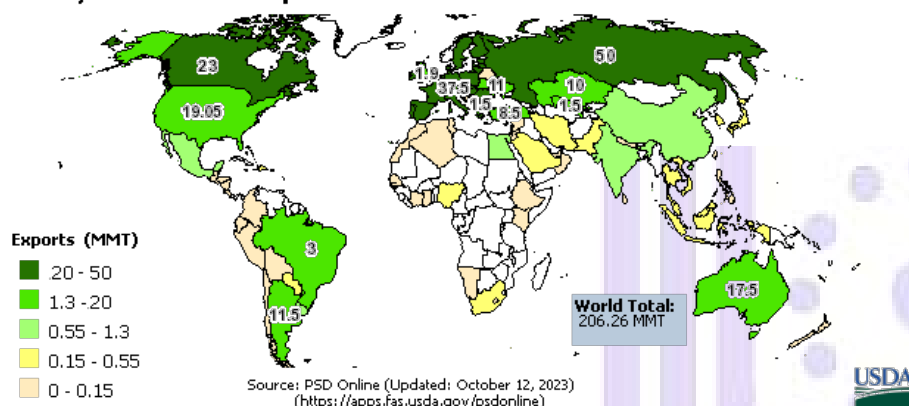 23
19.05
1.9
37.5
11
50
10
1.5
1.5
8.5
3
11.5
17.5
Exports (MMT)
20 - 50
1.3 -20
0.55 - 1.3
0.15 - 0.55
0 - 0.15
World Total:
206.26 MMT
Source: PSD Online (Updated: October 12, 2023)
(https://apps.fas.usda.gov/psdonline)
USDA